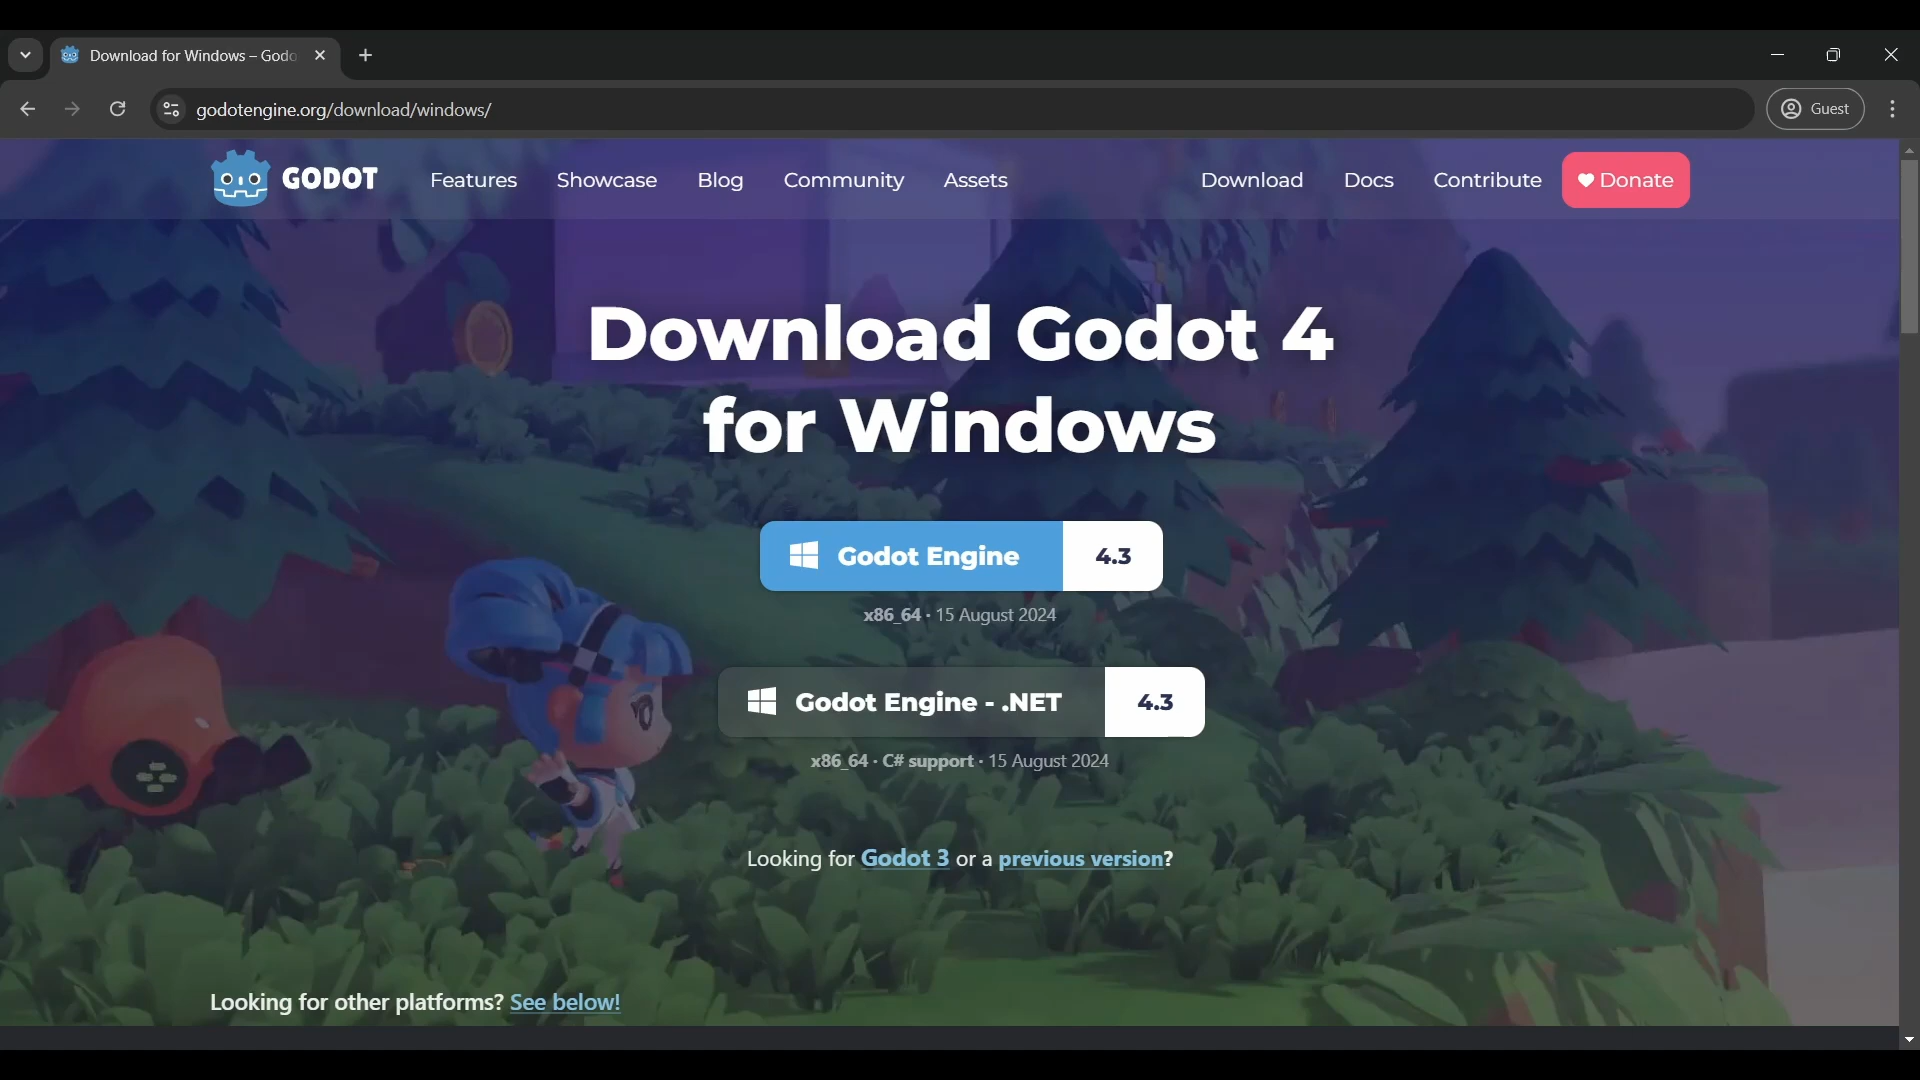 Download for Windows – Godo
godotengine.org/download/windows/
Guest
GODOT
Features
Showcase
Blog
Community
Assets
Download
Docs
Contribute
Donate
Download Godot 4
for Windows
Godot Engine 4.3
x86_64 · 15 August 2024
Godot Engine - .NET 4.3
x86_64 · C# support · 15 August 2024
Looking for Godot 3 or a previous version?
Looking for other platforms? See below!